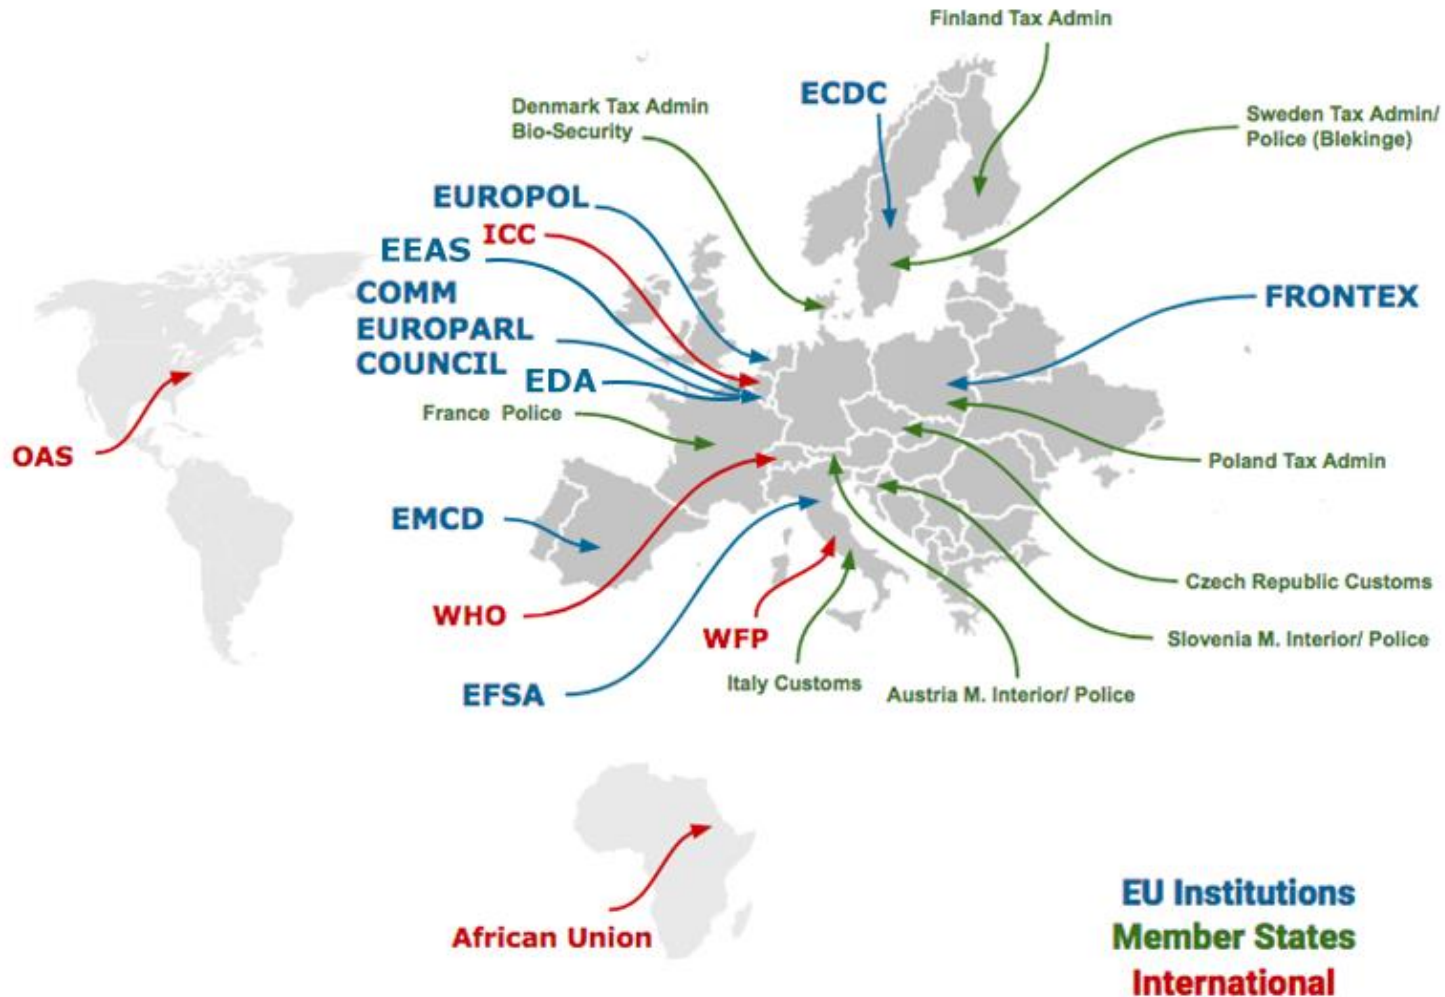 Finland Tax Admin
ECDC
Denmark Tax Admin
Bio-Security
Sweden Tax Admin/
Police (Blekinge)
EUROPOL
ICC
EEAS
COMM
EUROPARL
COUNCIL
EDA
FRONTEX
France Police
OAS
Poland Tax Admin
EMCD
Czech Republic Customs
WHO
WFP
Slovenia M. Interior/ Police
EFSA
Italy Customs
Austria M. Interior/ Police
African Union
EU Institutions
Member States
International